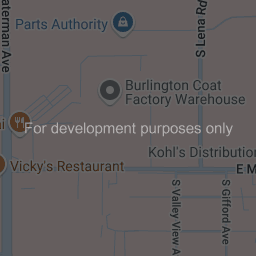 aterman Ave
Parts Authority
S Lena Rd
Burlington Coat
Factory Warehouse
For development purposes only
Kohl's Distribution
Vicky's Restaurant
E M
S Valley View A
S Gifford Ave